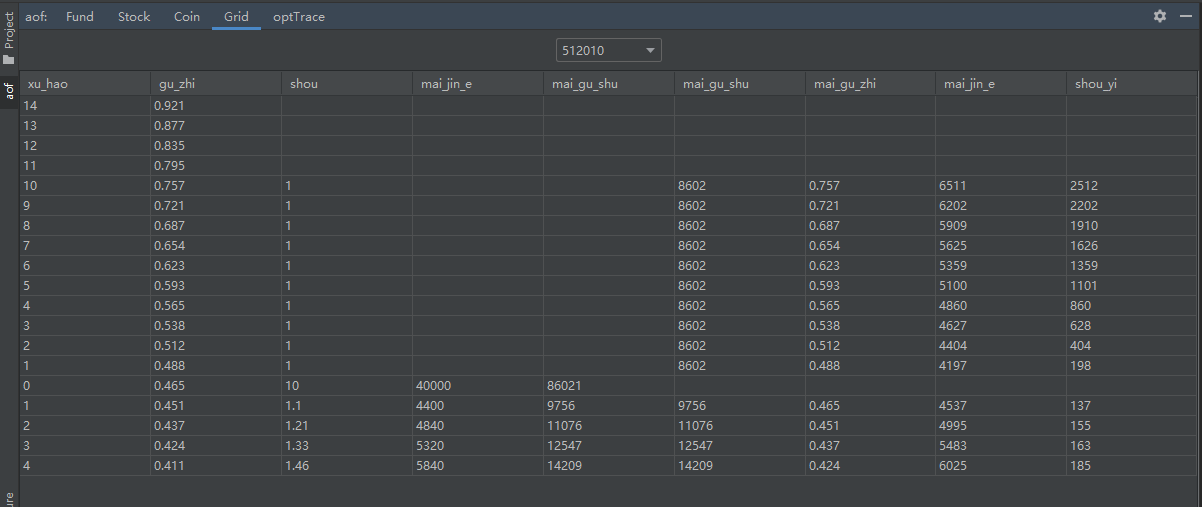 aof: Fund Stock Coin Grid optTrace
Project
aof
512010
xu_hao gu_zhi shou mai_jin_e mai_gu_shu mai_gu_shu mai_gu_zhi mai_jin_e shou_yi
14 0.921
13 0.877
12 0.835
11 0.795
10 0.757 1 8602 0.757 6511 2512
9 0.721 1 8602 0.721 6202 2202
8 0.687 1 8602 0.687 5909 1910
7 0.654 1 8602 0.654 5625 1626
6 0.623 1 8602 0.623 5359 1359
5 0.593 1 8602 0.593 5100 1101
4 0.565 1 8602 0.565 4860 860
3 0.538 1 8602 0.538 4627 628
2 0.512 1 8602 0.512 4404 404
1 0.488 1 8602 0.488 4197 198
0 0.465 10 40000 86021
1 0.451 1.1 4400 9756 9756 0.465 4537 137
2 0.437 1.21 4840 11076 11076 0.451 4995 155
3 0.424 1.33 5320 12547 12547 0.437 5483 163
4 0.411 1.46 5840 14209 14209 0.424 6025 185